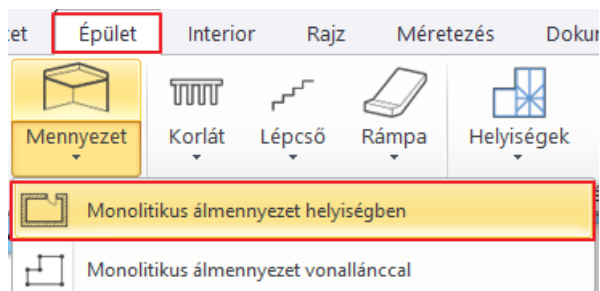 Épület Interior Rajz Méretezés
Mennyezet Korlát Lépcső Rámpa Helyiségek
Monolitikus álmennyezet helyiségben
Monolitikus álmennyezet vonallánccal